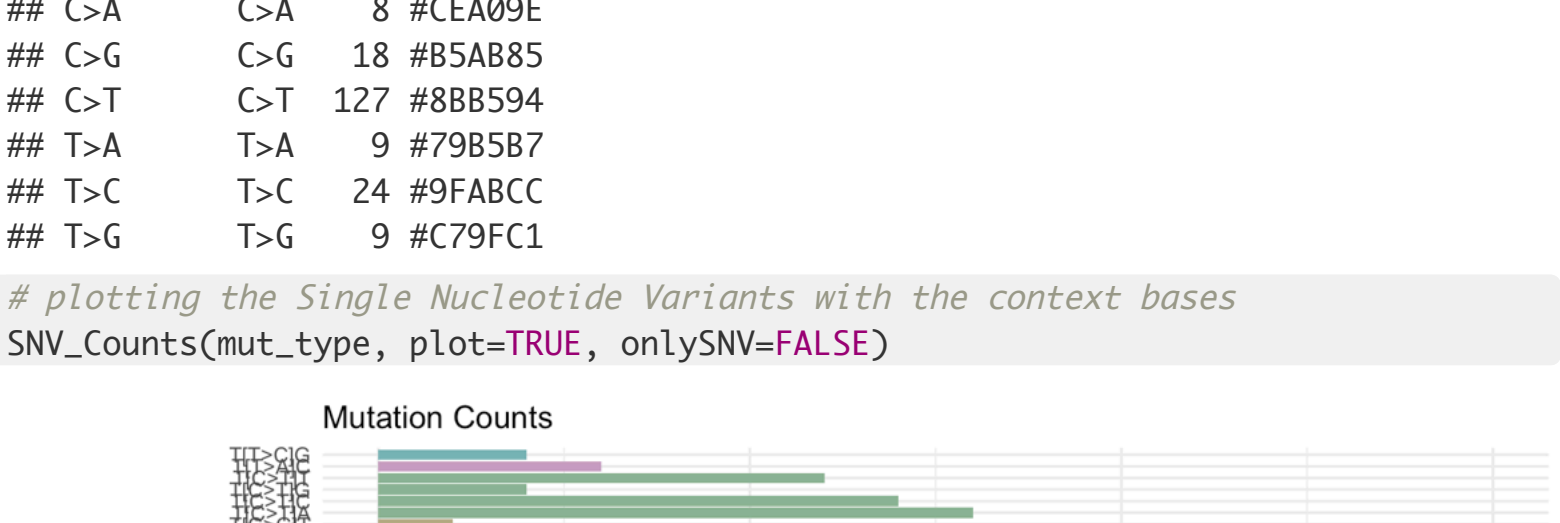 ## C>A C>A 8 #CEA09E
## C>G C>G 18 #B5AB85
## C>T C>T 127 #8BB594
## T>A T>A 9 #79B5B7
## T>C T>C 24 #9FABCC
## T>G T>G 9 #C79FC1
# plotting the Single Nucleotide Variants with the context bases
SNV_Counts(mut_type, plot=TRUE, onlySNV=FALSE)
Mutation Counts
T[T>C]G
T[T>A]C
T[C>T]T
T[C>T]G
T[C>T]C
T[C>T]A